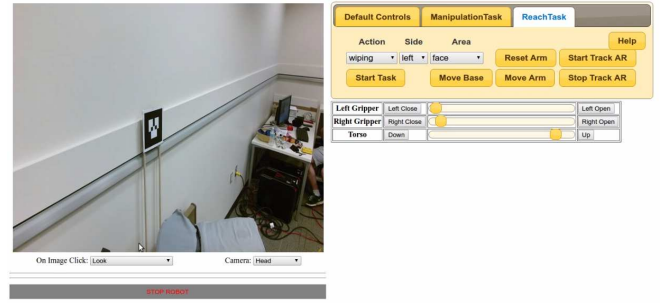 Default Controls ManipulationTask ReachTask
Help
Action Side Area
wiping left face Reset Arm Start Track AR
Start Task Move Base Move Arm Stop Track AR
Left Gripper Left Close Left Open
Right Gripper Right Close Right Open
Torso Down Up
On Image Click: Look Camera: Head
STOP ROBOT